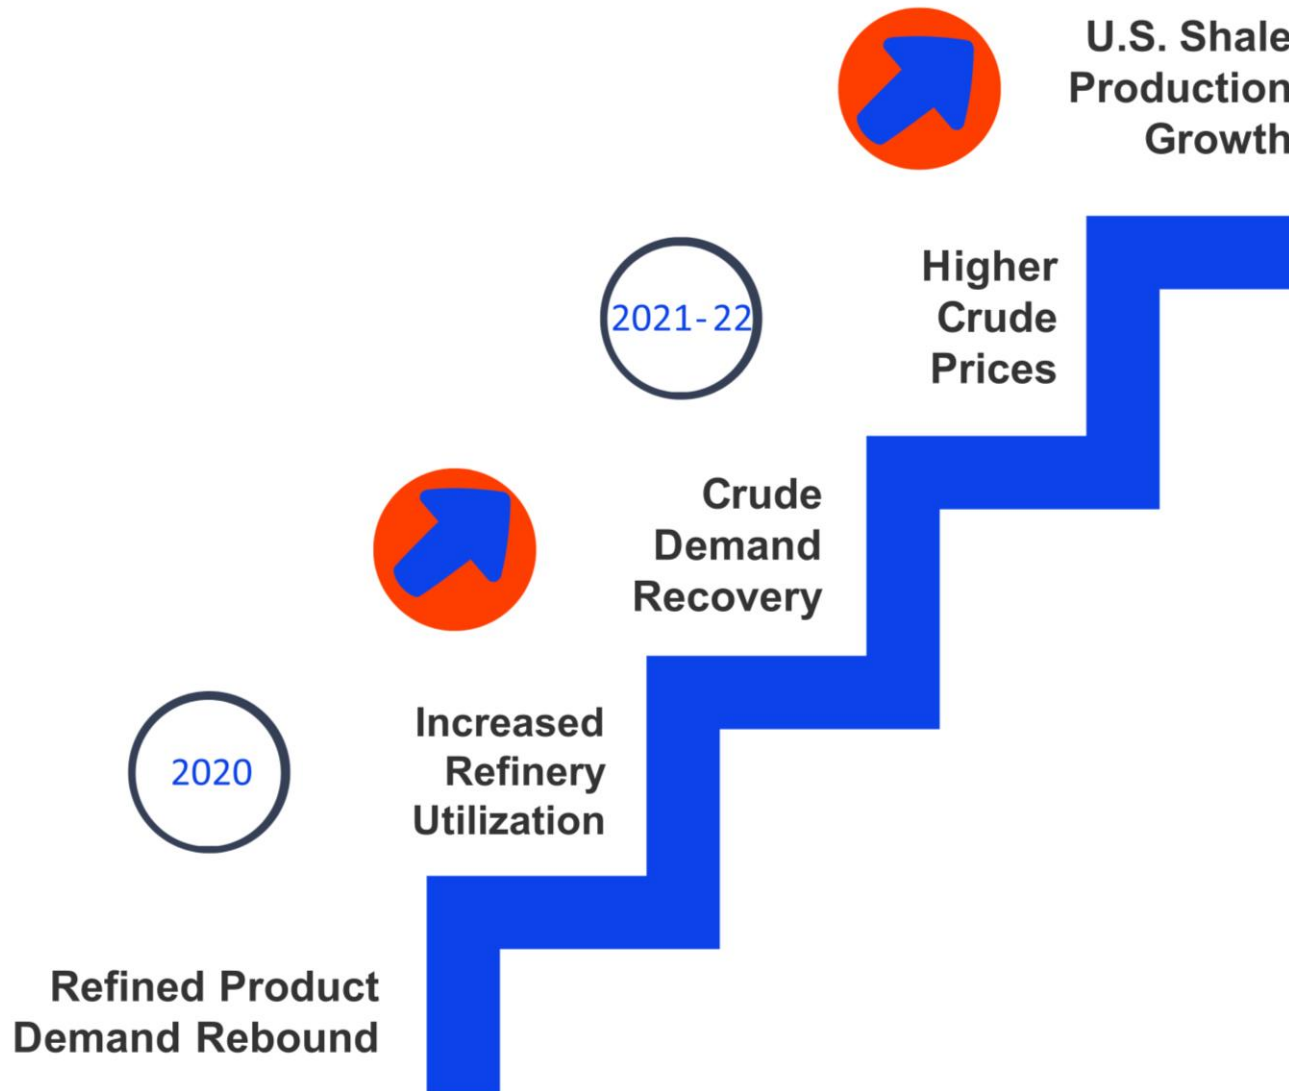 U.S. Shale
Production
Growth
Higher
Crude
Prices
2021-22
Crude
Demand
Recovery
Increased
Refinery
Utilization
2020
Refined Product
Demand Rebound